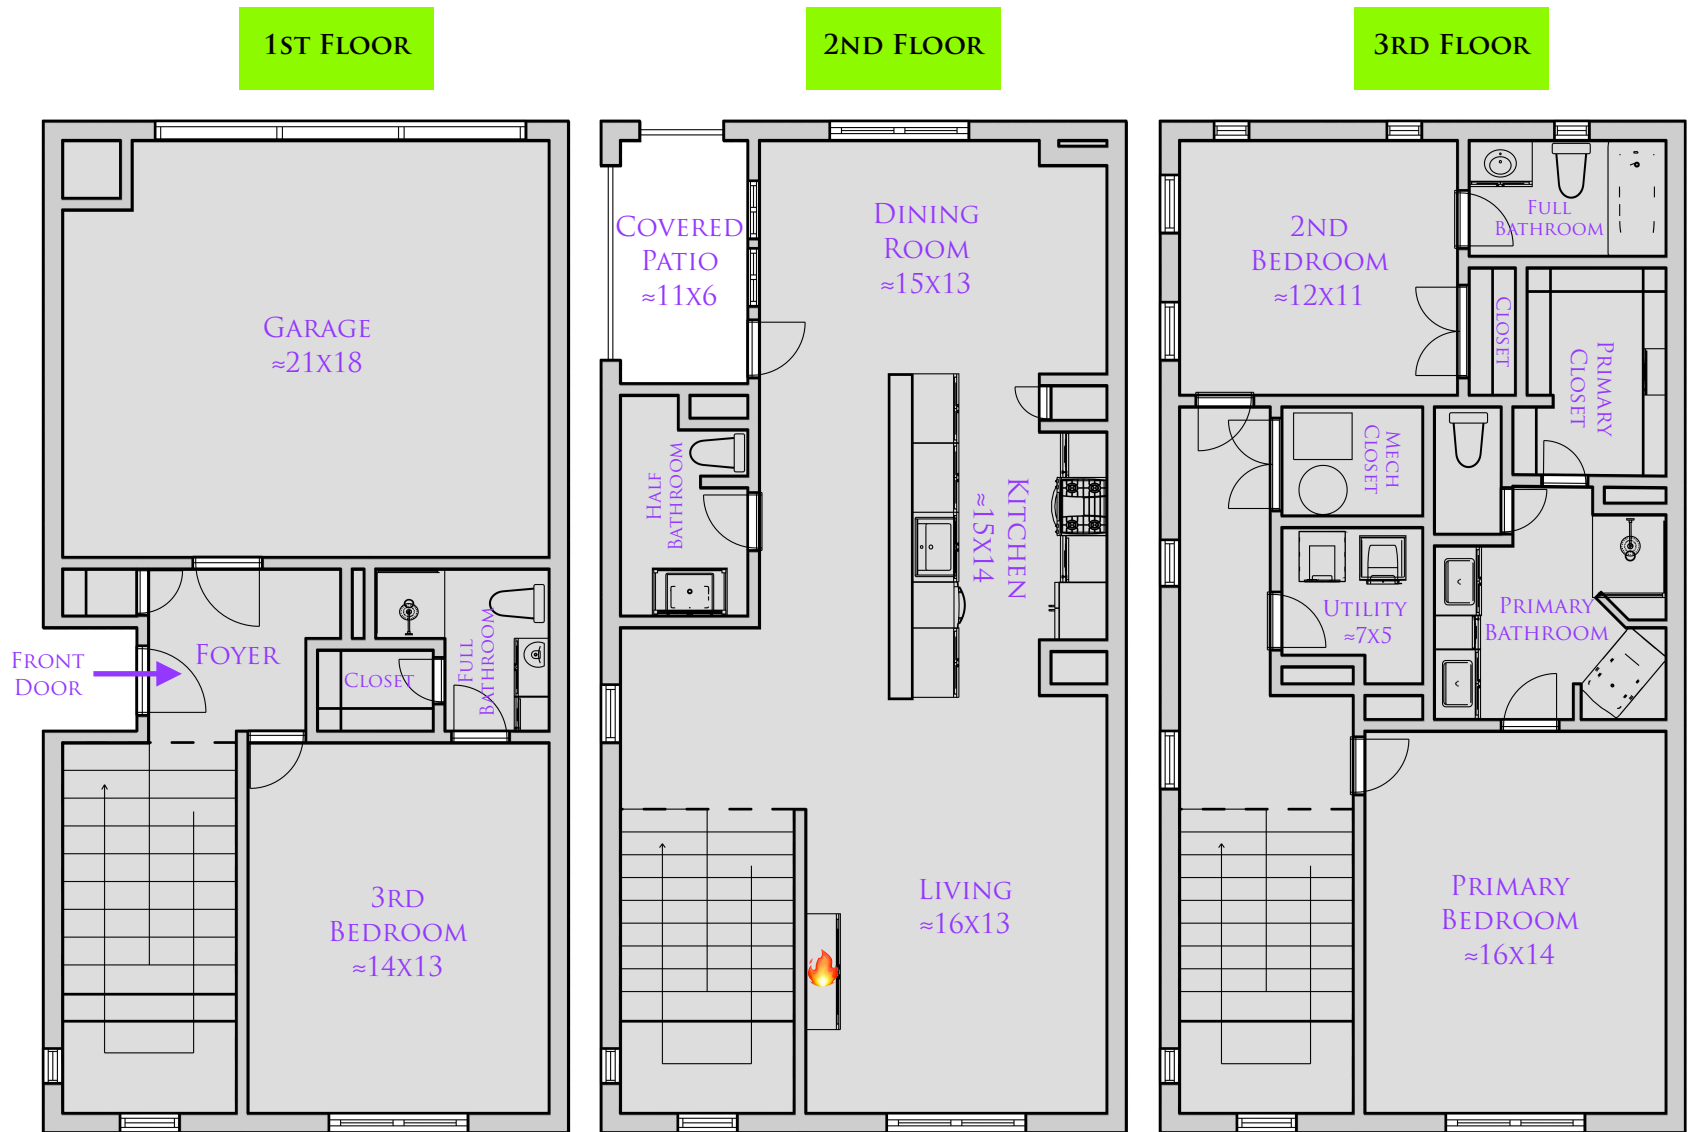 1st Floor
Garage
≈21x18
Foyer
Front
Door
Closet
Full
Bathroom
3rd
Bedroom
≈14x13
2nd Floor
Covered
Patio
≈11x6
Dining
Room
≈15x13
Half
Bathroom
Kitchen
≈15x14
Living
≈16x13
3rd Floor
2nd
Bedroom
≈12x11
Full
Bathroom
Closet
Primary
Closet
Mech
Closet
Utility
≈7x5
Primary
Bathroom
Primary
Bedroom
≈16x14